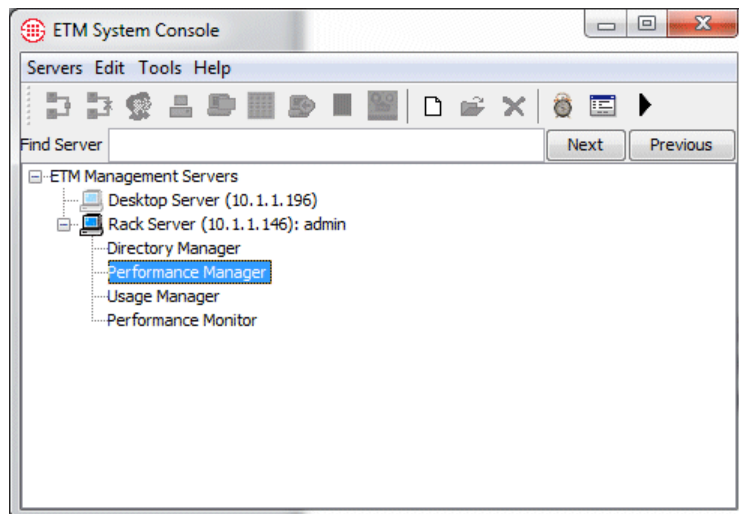 ETM System Console
Servers Edit Tools Help
Find Server Next Previous
ETM Management Servers
Desktop Server (10.1.1.196)
Rack Server (10.1.1.146): admin
Directory Manager
Performance Manager
Usage Manager
Performance Monitor